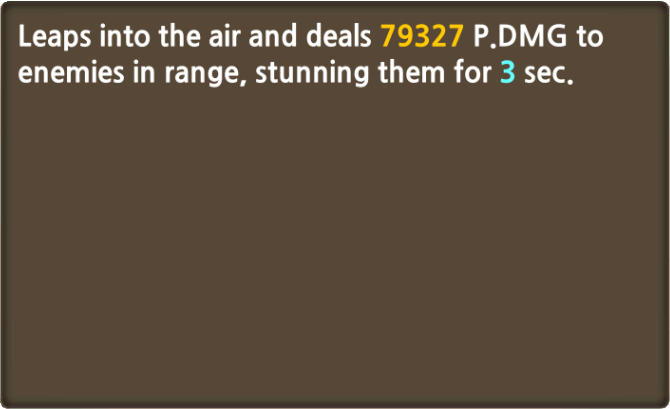 Leaps into the air and deals 79327 P.DMG to
enemies in range, stunning them for 3 sec.